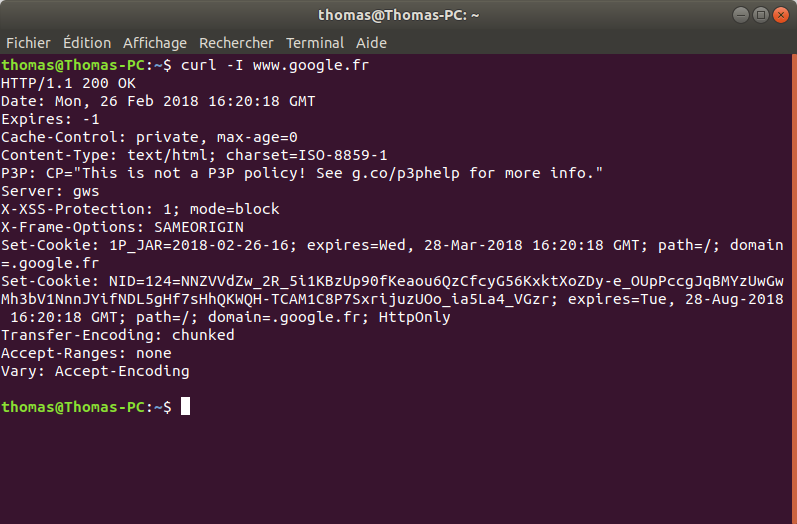 thomas@Thomas-PC: ~
Fichier Édition Affichage Rechercher Terminal Aide
thomas@Thomas-PC:~$ curl -I www.google.fr
HTTP/1.1 200 OK
Date: Mon, 26 Feb 2018 16:20:18 GMT
Expires: -1
Cache-Control: private, max-age=0
Content-Type: text/html; charset=ISO-8859-1
P3P: CP="This is not a P3P policy! See g.co/p3phelp for more info."
Server: gws
X-XSS-Protection: 1; mode=block
X-Frame-Options: SAMEORIGIN
Set-Cookie: 1P_JAR=2018-02-26-16; expires=Wed, 28-Mar-2018 16:20:18 GMT; path=/; domain
=.google.fr
Set-Cookie: NID=124=NNZVVdZw_2R_5i1KBzUp90fKeaou6QzCfcyG56KxktXoZDy-e_OUpPccgJqBMYzUwGw
Mh3bV1NnnJYifNDL5gHf7sHhQKWQH-TCAM1C8P7SxrijuzUOo_ia5La4_VGzr; expires=Tue, 28-Aug-2018
 16:20:18 GMT; path=/; domain=.google.fr; HttpOnly
Transfer-Encoding: chunked
Accept-Ranges: none
Vary: Accept-Encoding
thomas@Thomas-PC:~$